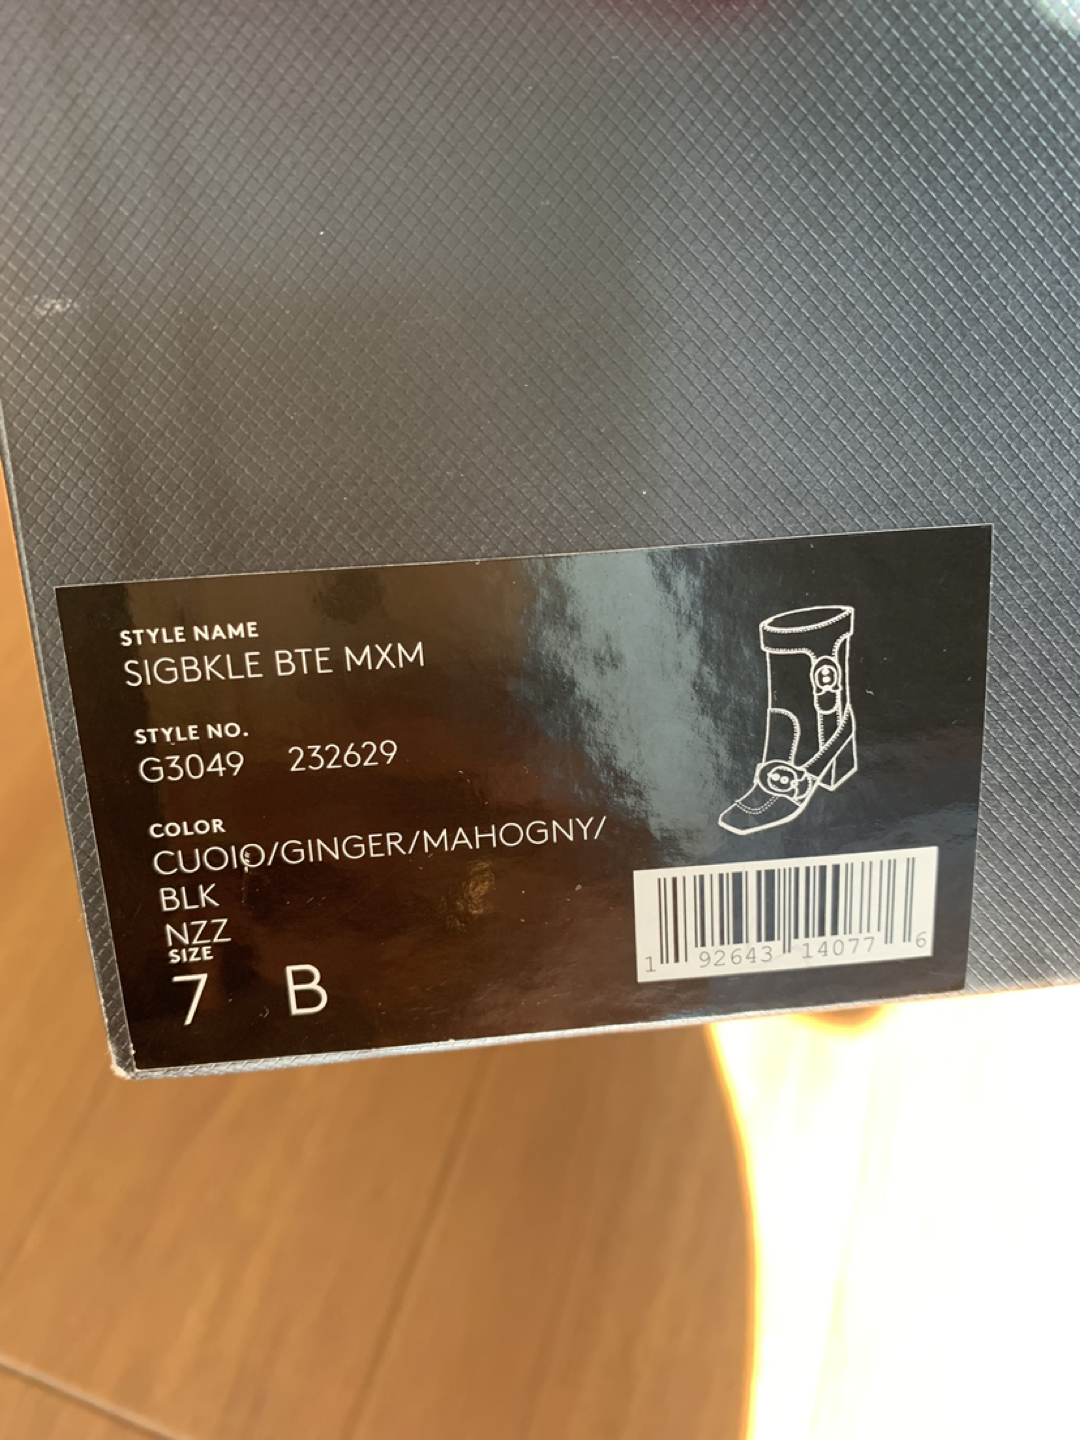 STYLE NAME
SIGBKLE BTE MXM
STYLE NO.
G3049 232629
COLOR
CUOIO/GINGER/MAHOGNY/
BLK
NZZ
SIZE
7 B
1 92643 14077 6